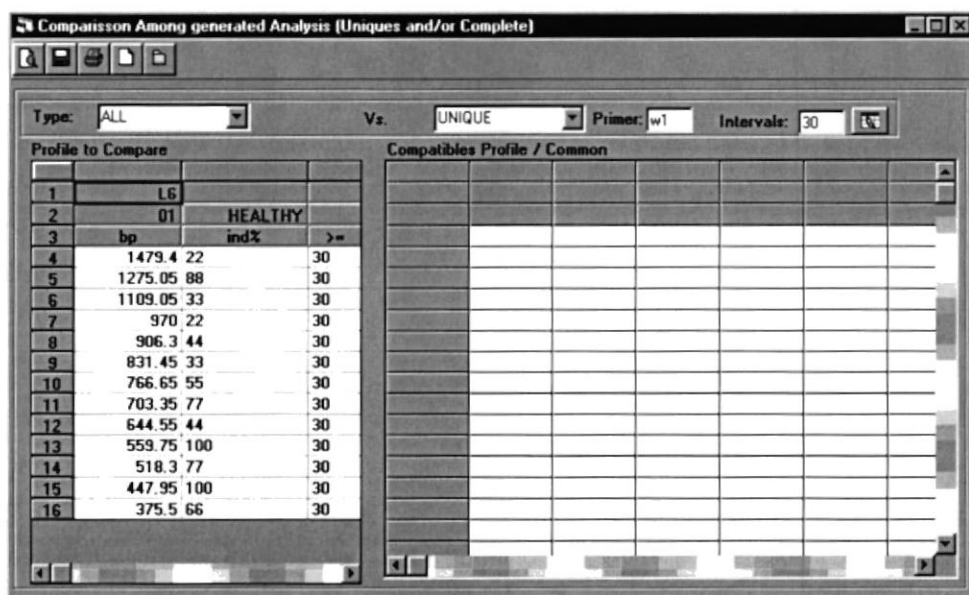 Comparisson Among generated Analysis (Uniques and/or Complete)
Type: ALL Vs. UNIQUE Primer: w1 Intervals: 30
Profile to Compare Compatibles Profile / Common
1 L6
2 01 HEALTHY
3 bp ind% >=
4 1479.4 22 30
5 1275.05 88 30
6 1109.05 33 30
7 970 22 30
8 906.3 44 30
9 831.45 33 30
10 766.65 55 30
11 703.35 77 30
12 644.55 44 30
13 559.75 100 30
14 518.3 77 30
15 447.95 100 30
16 375.5 66 30